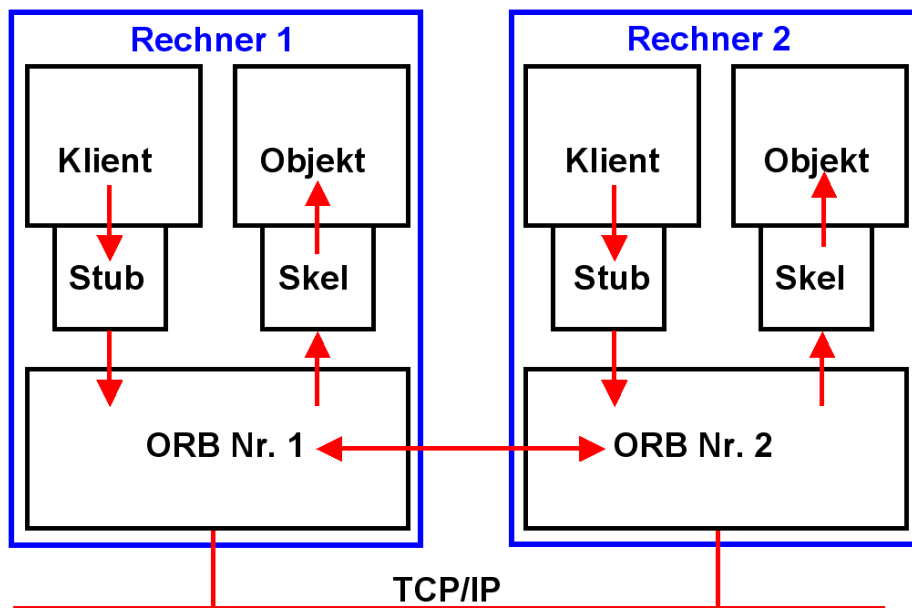 Rechner 1
Rechner 2
Klient
Objekt
Klient
Objekt
Stub
Skel
Stub
Skel
ORB Nr. 1
ORB Nr. 2
TCP/IP